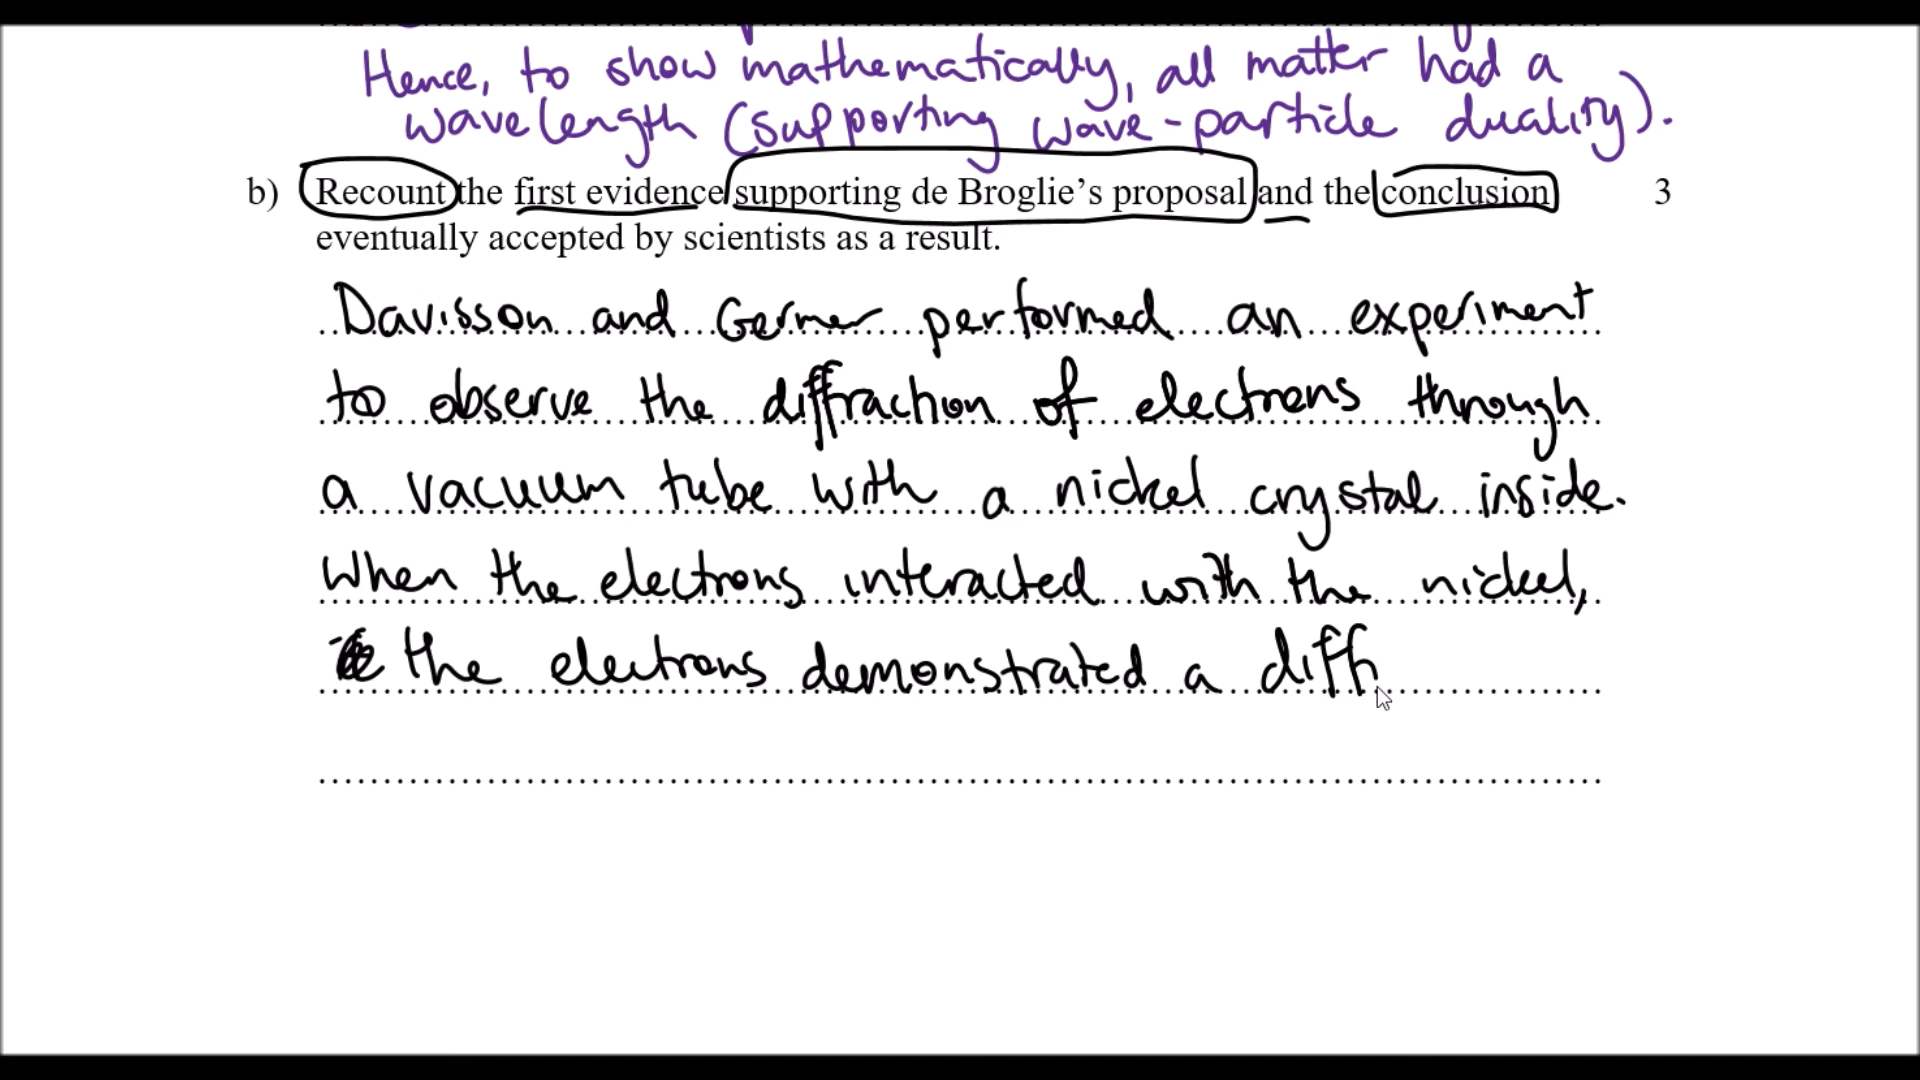 Hence, to show mathematically, all matter had a
wavelength (supporting wave-particle duality).
b) Recount the first evidence supporting de Broglie's proposal and the conclusion 3
eventually accepted by scientists as a result.
Davisson and Germer performed an experiment
to observe the diffraction of electrons through
a vacuum tube with a nickel crystal inside.
When the electrons interacted with the nickel,
the electrons demonstrated a diff